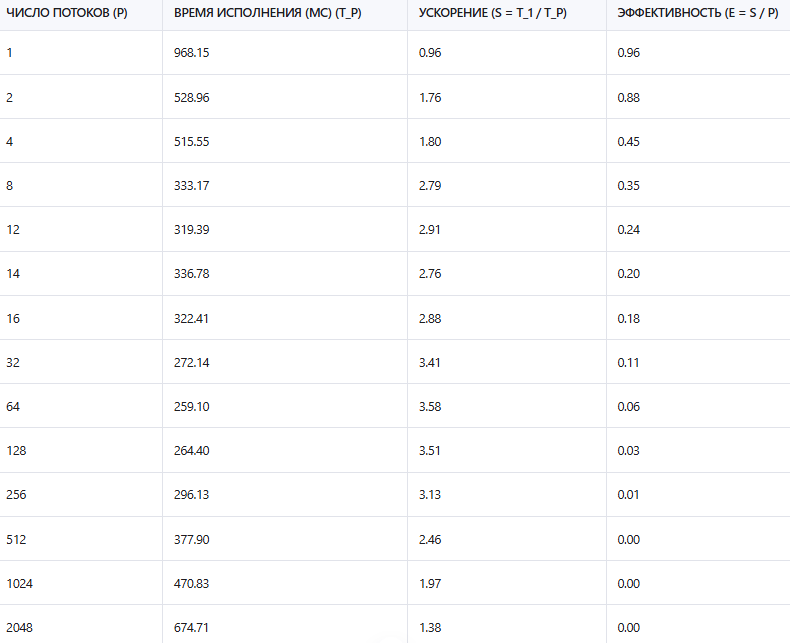 ЧИСЛО ПОТОКОВ (P) ВРЕМЯ ИСПОЛНЕНИЯ (МС) (T_P) УСКОРЕНИЕ (S = T_1 / T_P) ЭФФЕКТИВНОСТЬ (E = S / P)
1 968.15 0.96 0.96
2 528.96 1.76 0.88
4 515.55 1.80 0.45
8 333.17 2.79 0.35
12 319.39 2.91 0.24
14 336.78 2.76 0.20
16 322.41 2.88 0.18
32 272.14 3.41 0.11
64 259.10 3.58 0.06
128 264.40 3.51 0.03
256 296.13 3.13 0.01
512 377.90 2.46 0.00
1024 470.83 1.97 0.00
2048 674.71 1.38 0.00